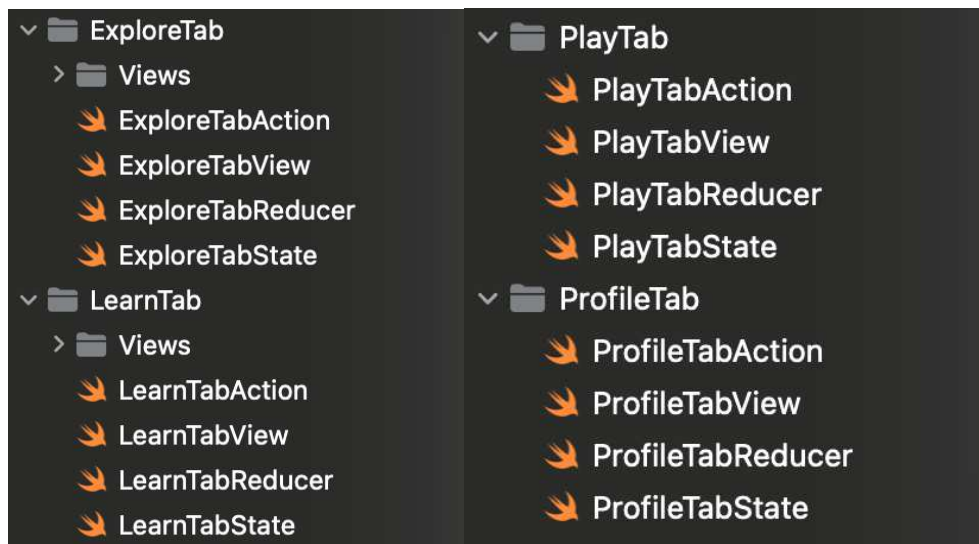 ExploreTab
Views
ExploreTabAction
ExploreTabView
ExploreTabReducer
ExploreTabState
LearnTab
Views
LearnTabAction
LearnTabView
LearnTabReducer
LearnTabState
PlayTab
PlayTabAction
PlayTabView
PlayTabReducer
PlayTabState
ProfileTab
ProfileTabAction
ProfileTabView
ProfileTabReducer
ProfileTabState